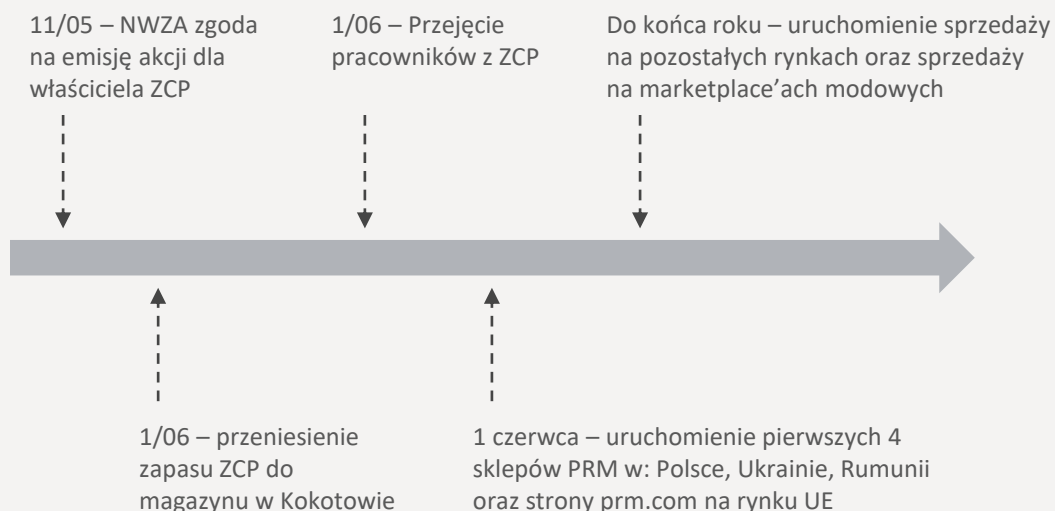 11/05 – NWZA zgoda
na emisję akcji dla
właściciela ZCP
1/06 – Przejęcie
pracowników z ZCP
Do końca roku – uruchomienie sprzedaży
na pozostałych rynkach oraz sprzedaży
na marketplace’ach modowych
1/06 – przeniesienie
zapasu ZCP do
magazynu w Kokotowie
1 czerwca – uruchomienie pierwszych 4
sklepów PRM w: Polsce, Ukrainie, Rumunii
oraz strony prm.com na rynku UE